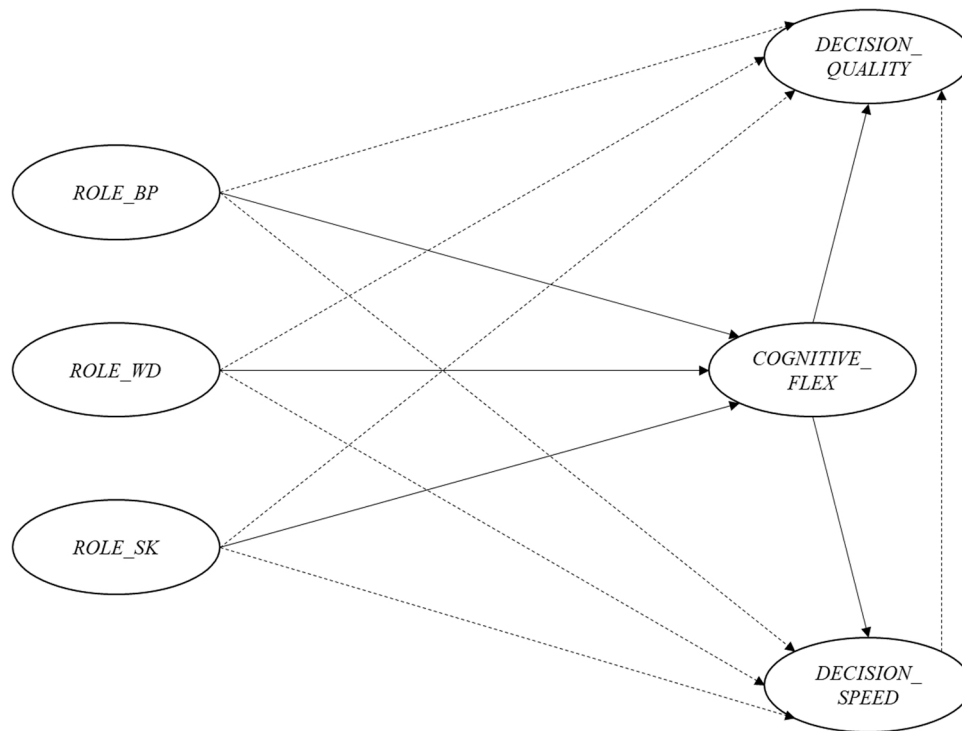 DECISION_
QUALITY
ROLE_BP
ROLE_WD
COGNITIVE_
FLEX
ROLE_SK
DECISION_
SPEED